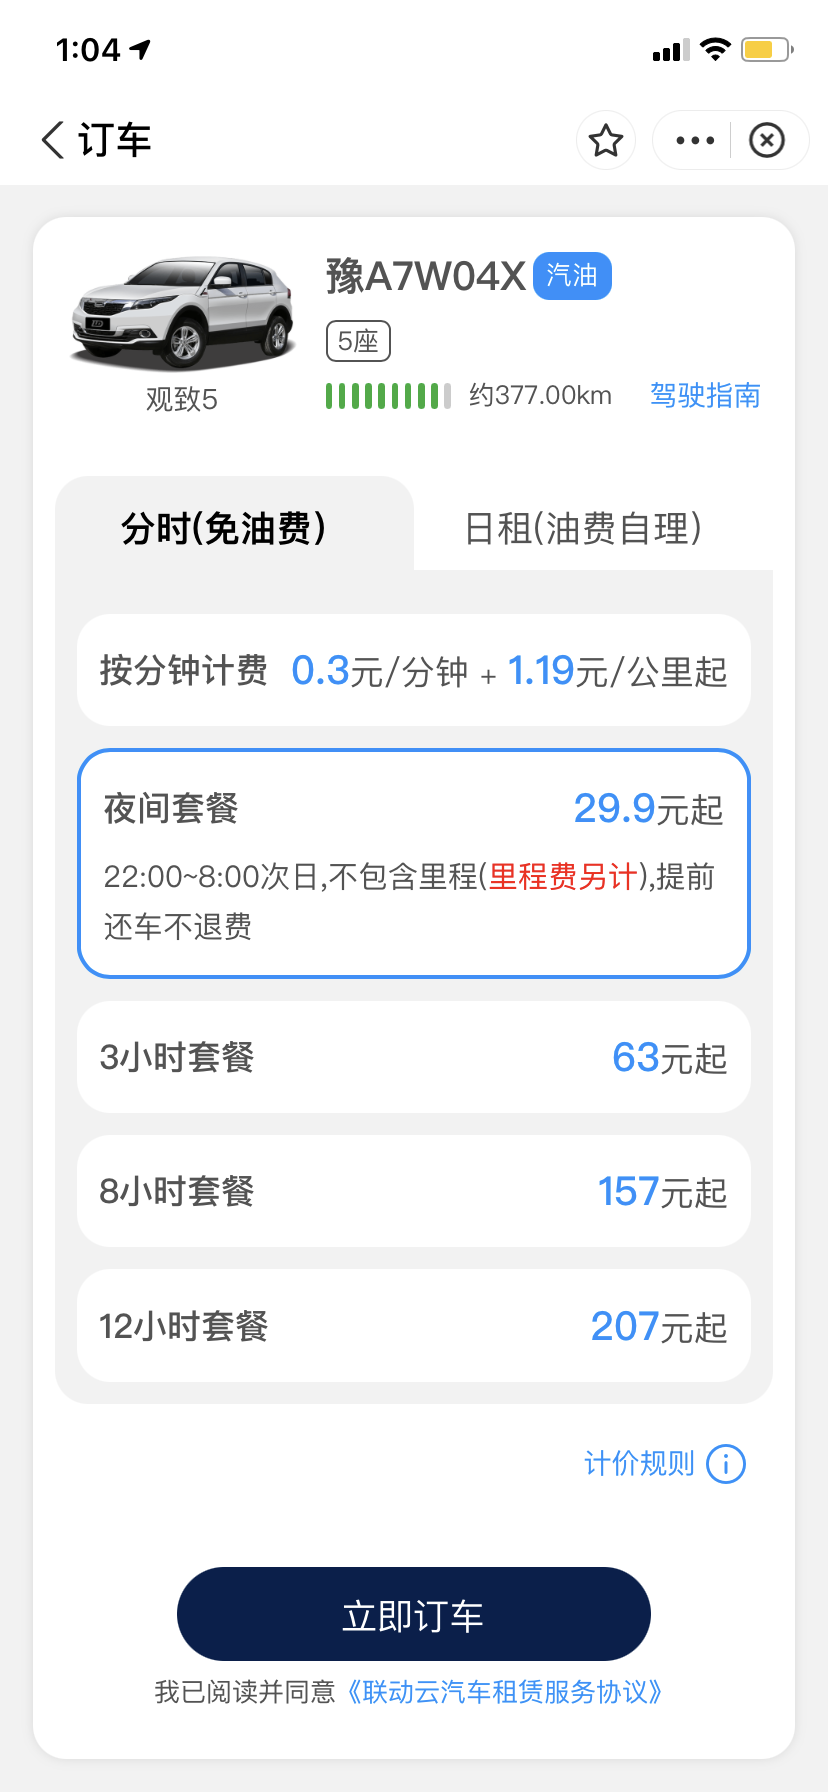 1:04
订车
豫A7W04X 汽油
5座
观致5
约377.00km 驾驶指南
分时(免油费) 日租(油费自理)
按分钟计费 0.3元/分钟 + 1.19元/公里起
夜间套餐 29.9元起
22:00~8:00次日,不包含里程(里程费另计),提前
还车不退费
3小时套餐 63元起
8小时套餐 157元起
12小时套餐 207元起
计价规则
立即订车
我已阅读并同意《联动云汽车租赁服务协议》